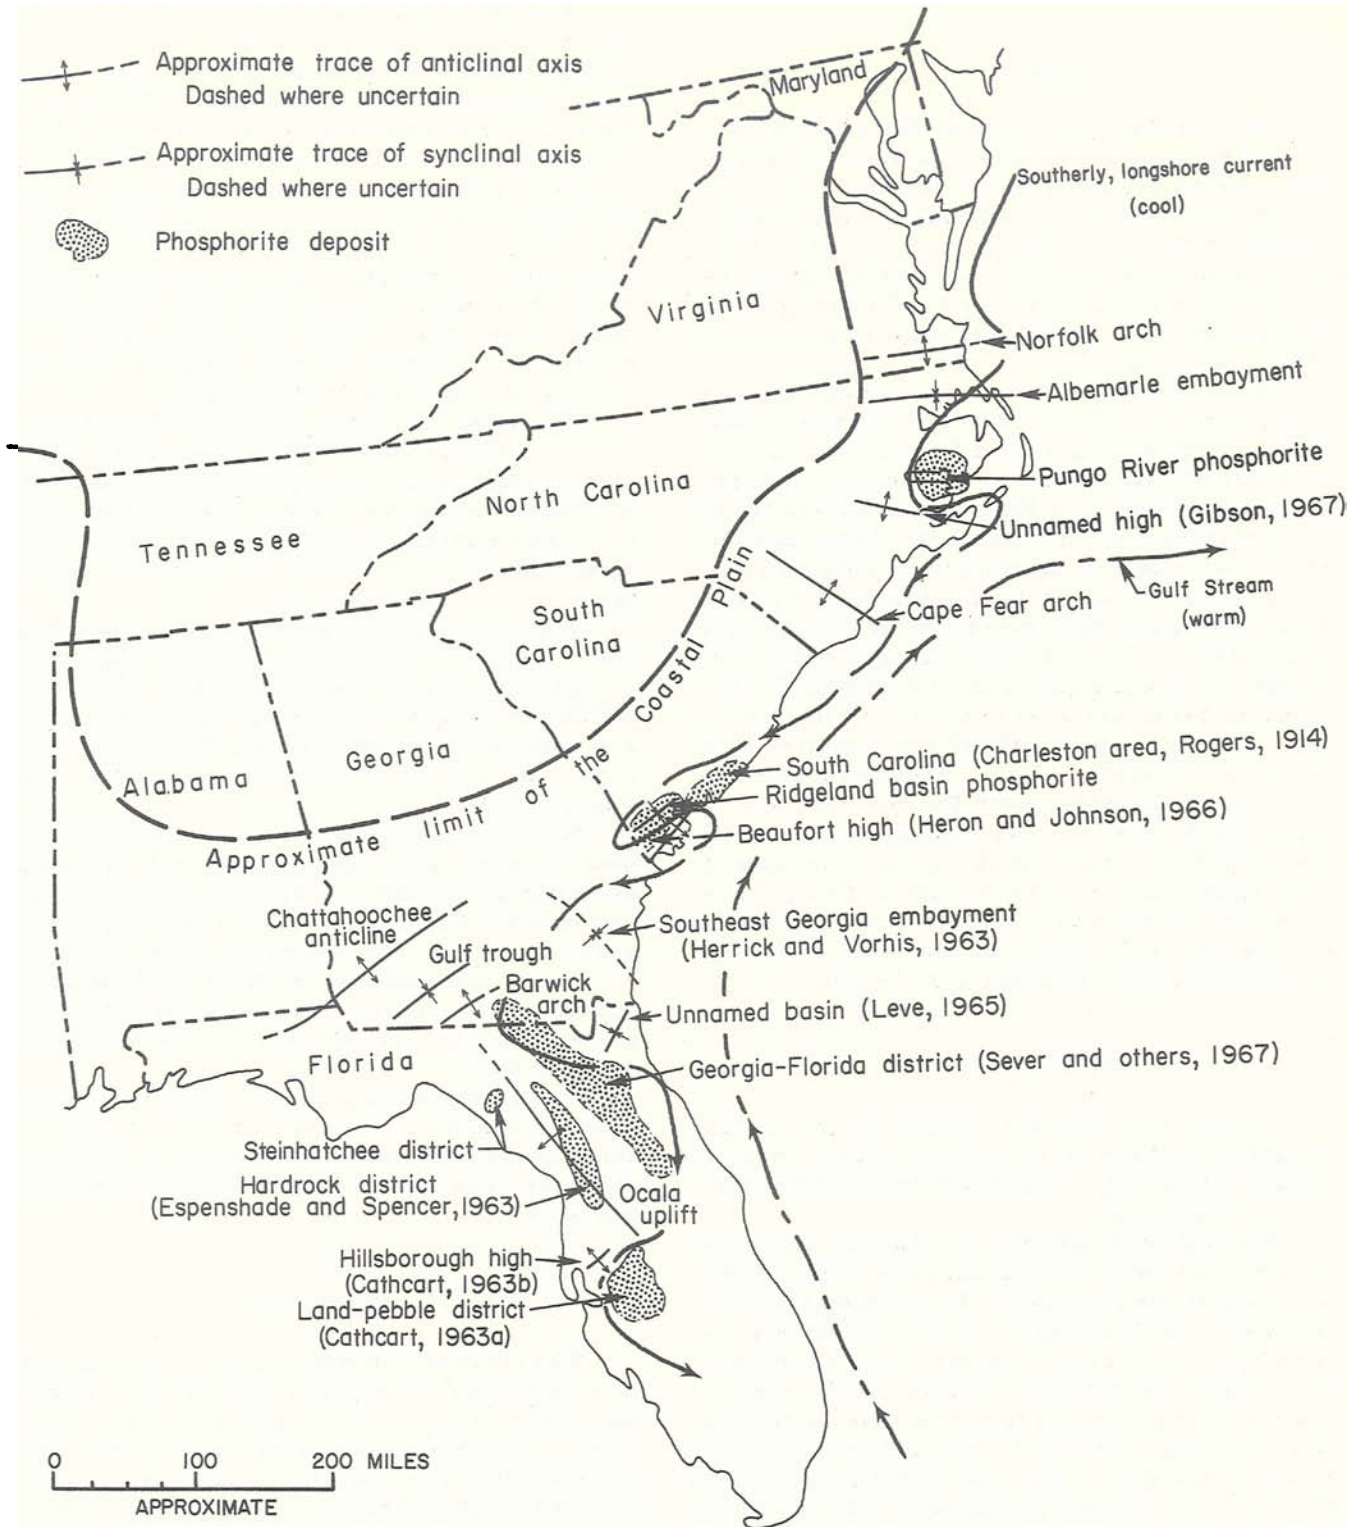 Approximate trace of anticlinal axis
Dashed where uncertain
Approximate trace of synclinal axis
Dashed where uncertain
Phosphorite deposit
Maryland
Southerly, longshore current
(cool)
Virginia
Norfolk arch
Albemarle embayment
Pungo River phosphorite
North Carolina
Unnamed high (Gibson, 1967)
Tennessee
Gulf Stream
(warm)
Cape Fear arch
South
Carolina
Approximate limit of the Coastal Plain
Georgia
Alabama
South Carolina (Charleston area, Rogers, 1914)
Ridgeland basin phosphorite
Beaufort high (Heron and Johnson, 1966)
Chattahoochee
anticline
Southeast Georgia embayment
(Herrick and Vorhis, 1963)
Gulf trough
Barwick
arch
Unnamed basin (Leve, 1965)
Florida
Georgia-Florida district (Sever and others, 1967)
Steinhatchee district
Hardrock district
(Espenshade and Spencer, 1963)
Ocala
uplift
Hillsborough high
(Cathcart, 1963b)
Land-pebble district
(Cathcart, 1963a)
0 100 200 MILES
APPROXIMATE